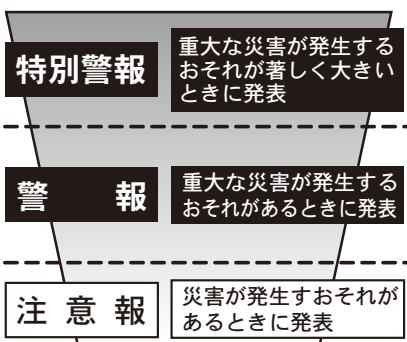 特別警報
重大な災害が発生する
おそれが著しく大きい
ときに発表
警　　報
重大な災害が発生する
おそれがあるときに発表
注 意 報
災害が発生すおそれが
あるときに発表